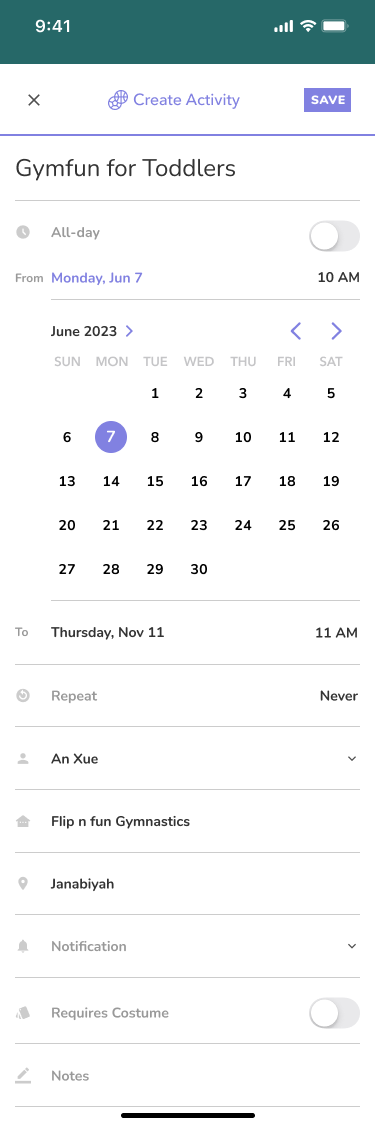 9:41
Create Activity
SAVE
Gymfun for Toddlers
All-day
From Monday, Jun 7 10 AM
June 2023
SUN MON TUE WED THU FRI SAT
1 2 3 4 5
6 7 8 9 10 11 12
13 14 15 16 17 18 19
20 21 22 23 24 25 26
27 28 29 30
To Thursday, Nov 11 11 AM
Repeat Never
An Xue
Flip n fun Gymnastics
Janabiyah
Notification
Requires Costume
Notes